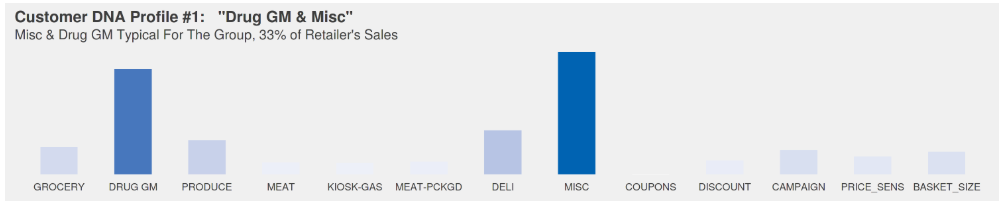 Customer DNA Profile #1: "Drug GM & Misc"
Misc & Drug GM Typical For The Group, 33% of Retailer's Sales
GROCERY DRUG GM PRODUCE MEAT KIOSK-GAS MEAT-PCKGD DELI MISC COUPONS DISCOUNT CAMPAIGN PRICE_SENS BASKET_SIZE